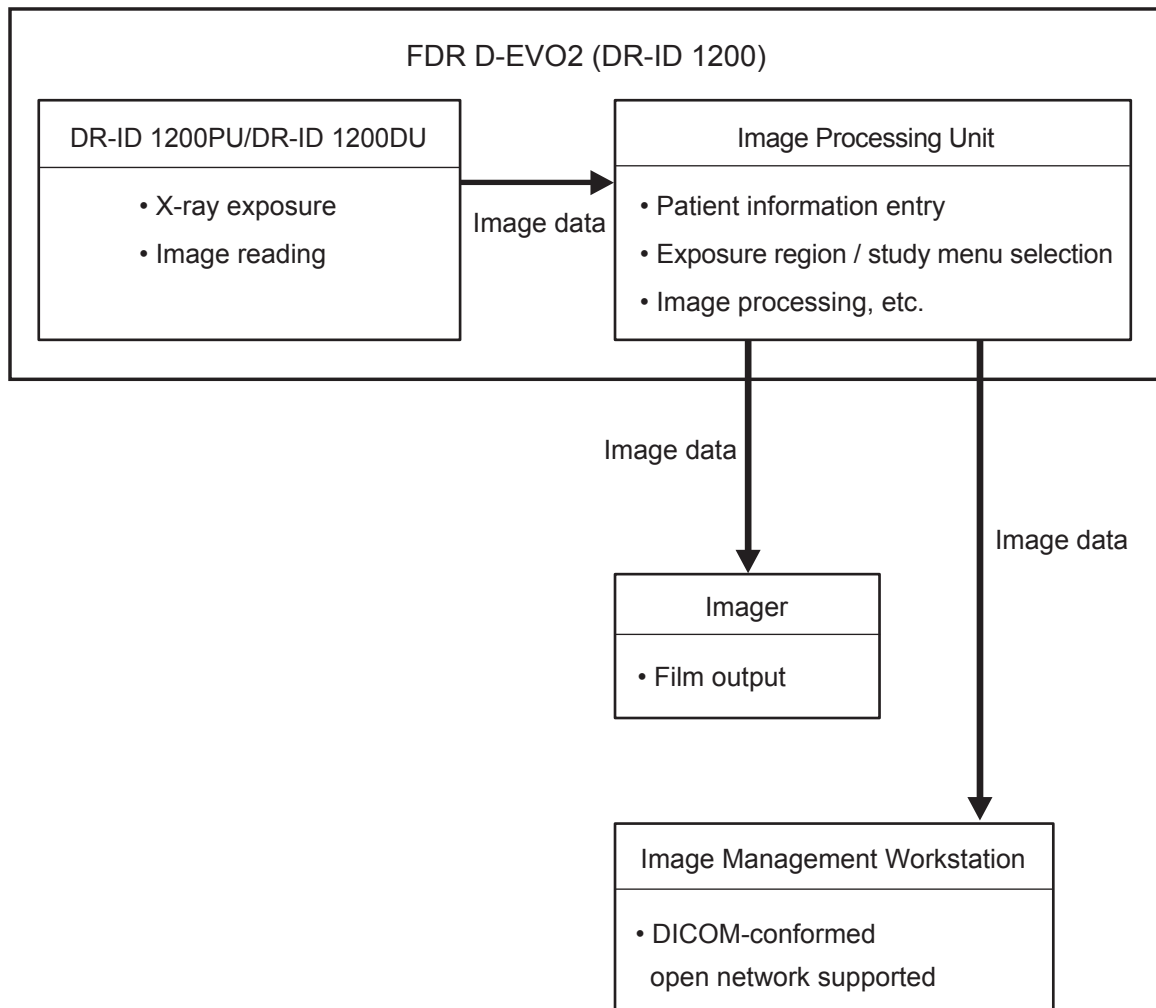 FDR D-EVO2 (DR-ID 1200)
DR-ID 1200PU/DR-ID 1200DU
• X-ray exposure
• Image reading
Image data
Image Processing Unit
• Patient information entry
• Exposure region / study menu selection
• Image processing, etc.
Image data
Image data
Imager
• Film output
Image Management Workstation
• DICOM-conformed
open network supported